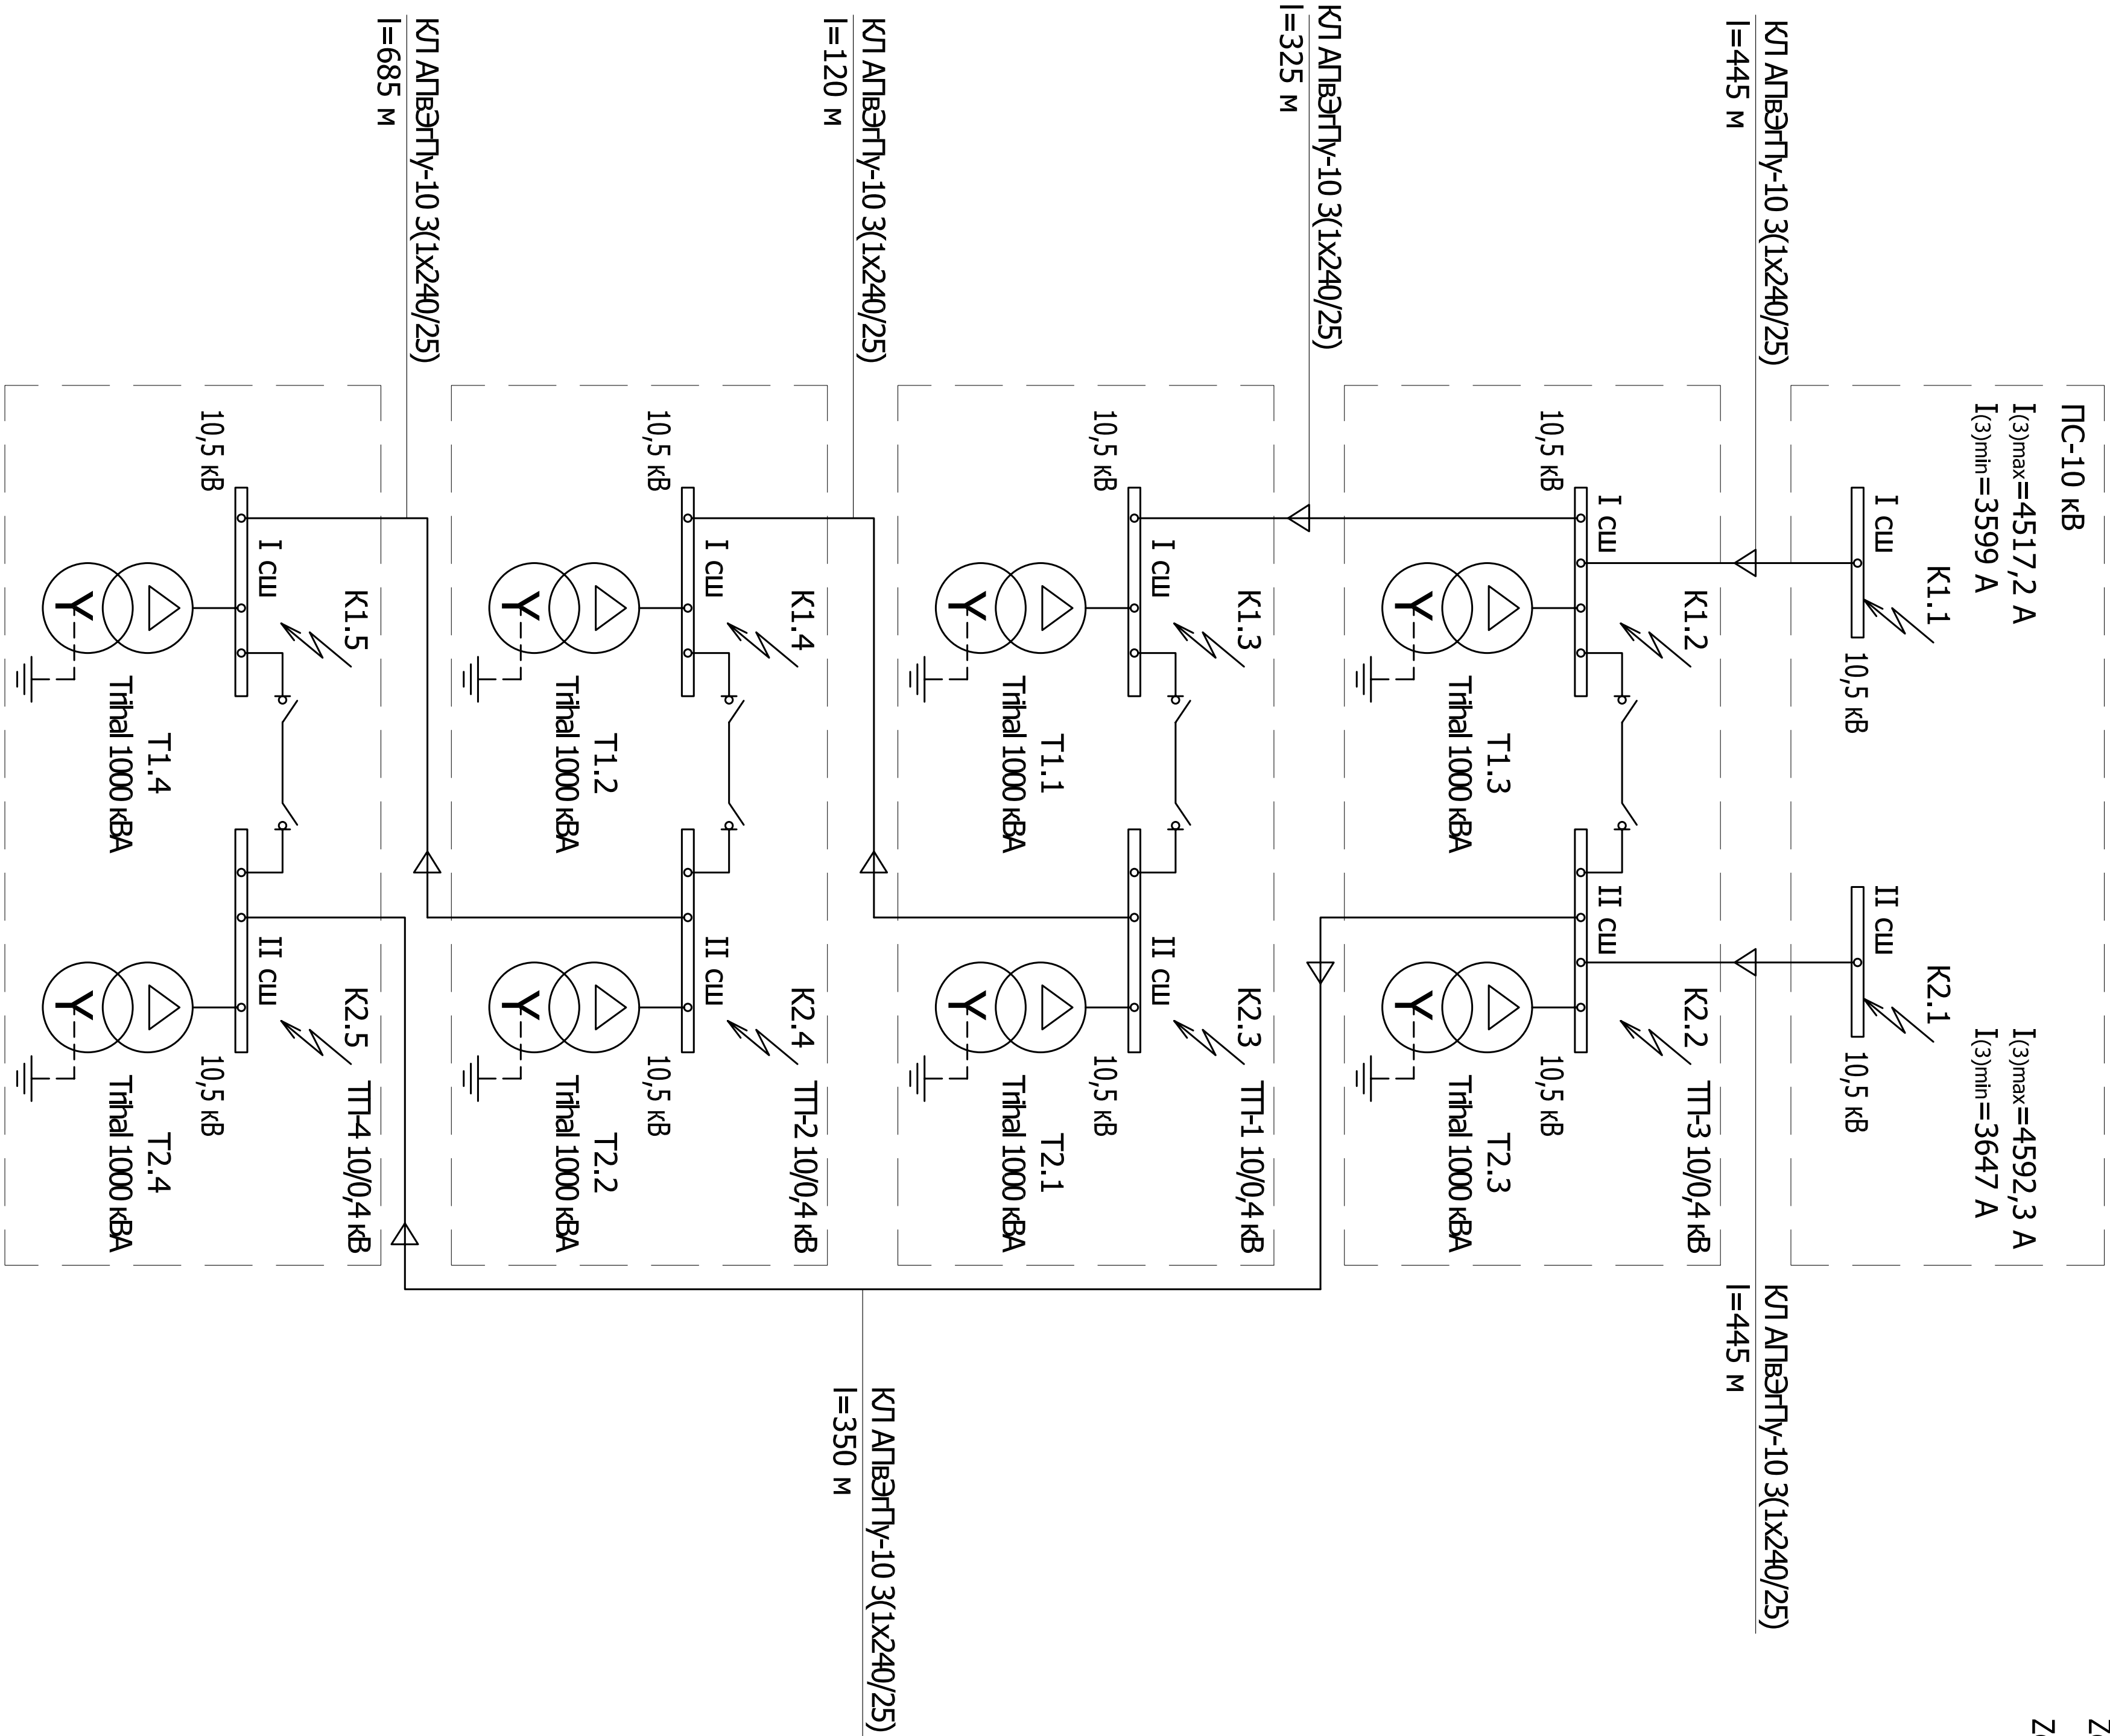 ПС-10 кВ
I(3)max=4517,2 А
I(3)min=3599 А
I(3)max=4592,3 А
I(3)min=3647 А
К1.1
I сш
10,5 кВ
К2.1
II сш
10,5 кВ
КЛ АПвЭгПу-10 3(1х240/25)
l=445 м
КЛ АПвЭгПу-10 3(1х240/25)
l=445 м
ТП-3 10/0,4 кВ
К1.2
I сш
10,5 кВ
Т1.3
Trihal 1000 кВА
К2.2
II сш
10,5 кВ
Т2.3
Trihal 1000 кВА
КЛ АПвЭгПу-10 3(1х240/25)
l=325 м
ТП-1 10/0,4 кВ
К1.3
I сш
10,5 кВ
Т1.1
Trihal 1000 кВА
К2.3
II сш
10,5 кВ
Т2.1
Trihal 1000 кВА
КЛ АПвЭгПу-10 3(1х240/25)
l=120 м
КЛ АПвЭгПу-10 3(1х240/25)
l=350 м
ТП-2 10/0,4 кВ
К1.4
I сш
10,5 кВ
Т1.2
Trihal 1000 кВА
К2.4
II сш
10,5 кВ
Т2.2
Trihal 1000 кВА
КЛ АПвЭгПу-10 3(1х240/25)
l=685 м
ТП-4 10/0,4 кВ
К1.5
I сш
10,5 кВ
Т1.4
Trihal 1000 кВА
К2.5
II сш
10,5 кВ
Т2.4
Trihal 1000 кВА